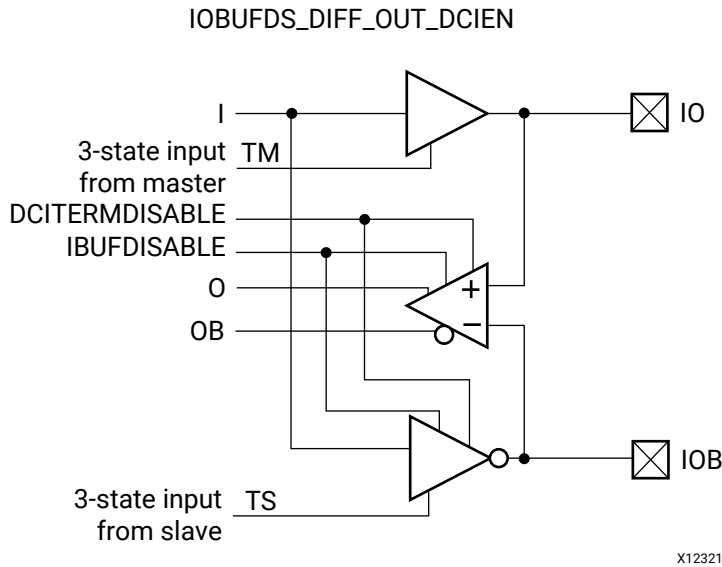 IOBUFDS_DIFF_OUT_DCIEN
I
IO
3-state input
from master
TM
DCITERMDISABLE
IBUFDISABLE
O
OB
+
−
IOB
3-state input
from slave
TS
X12321